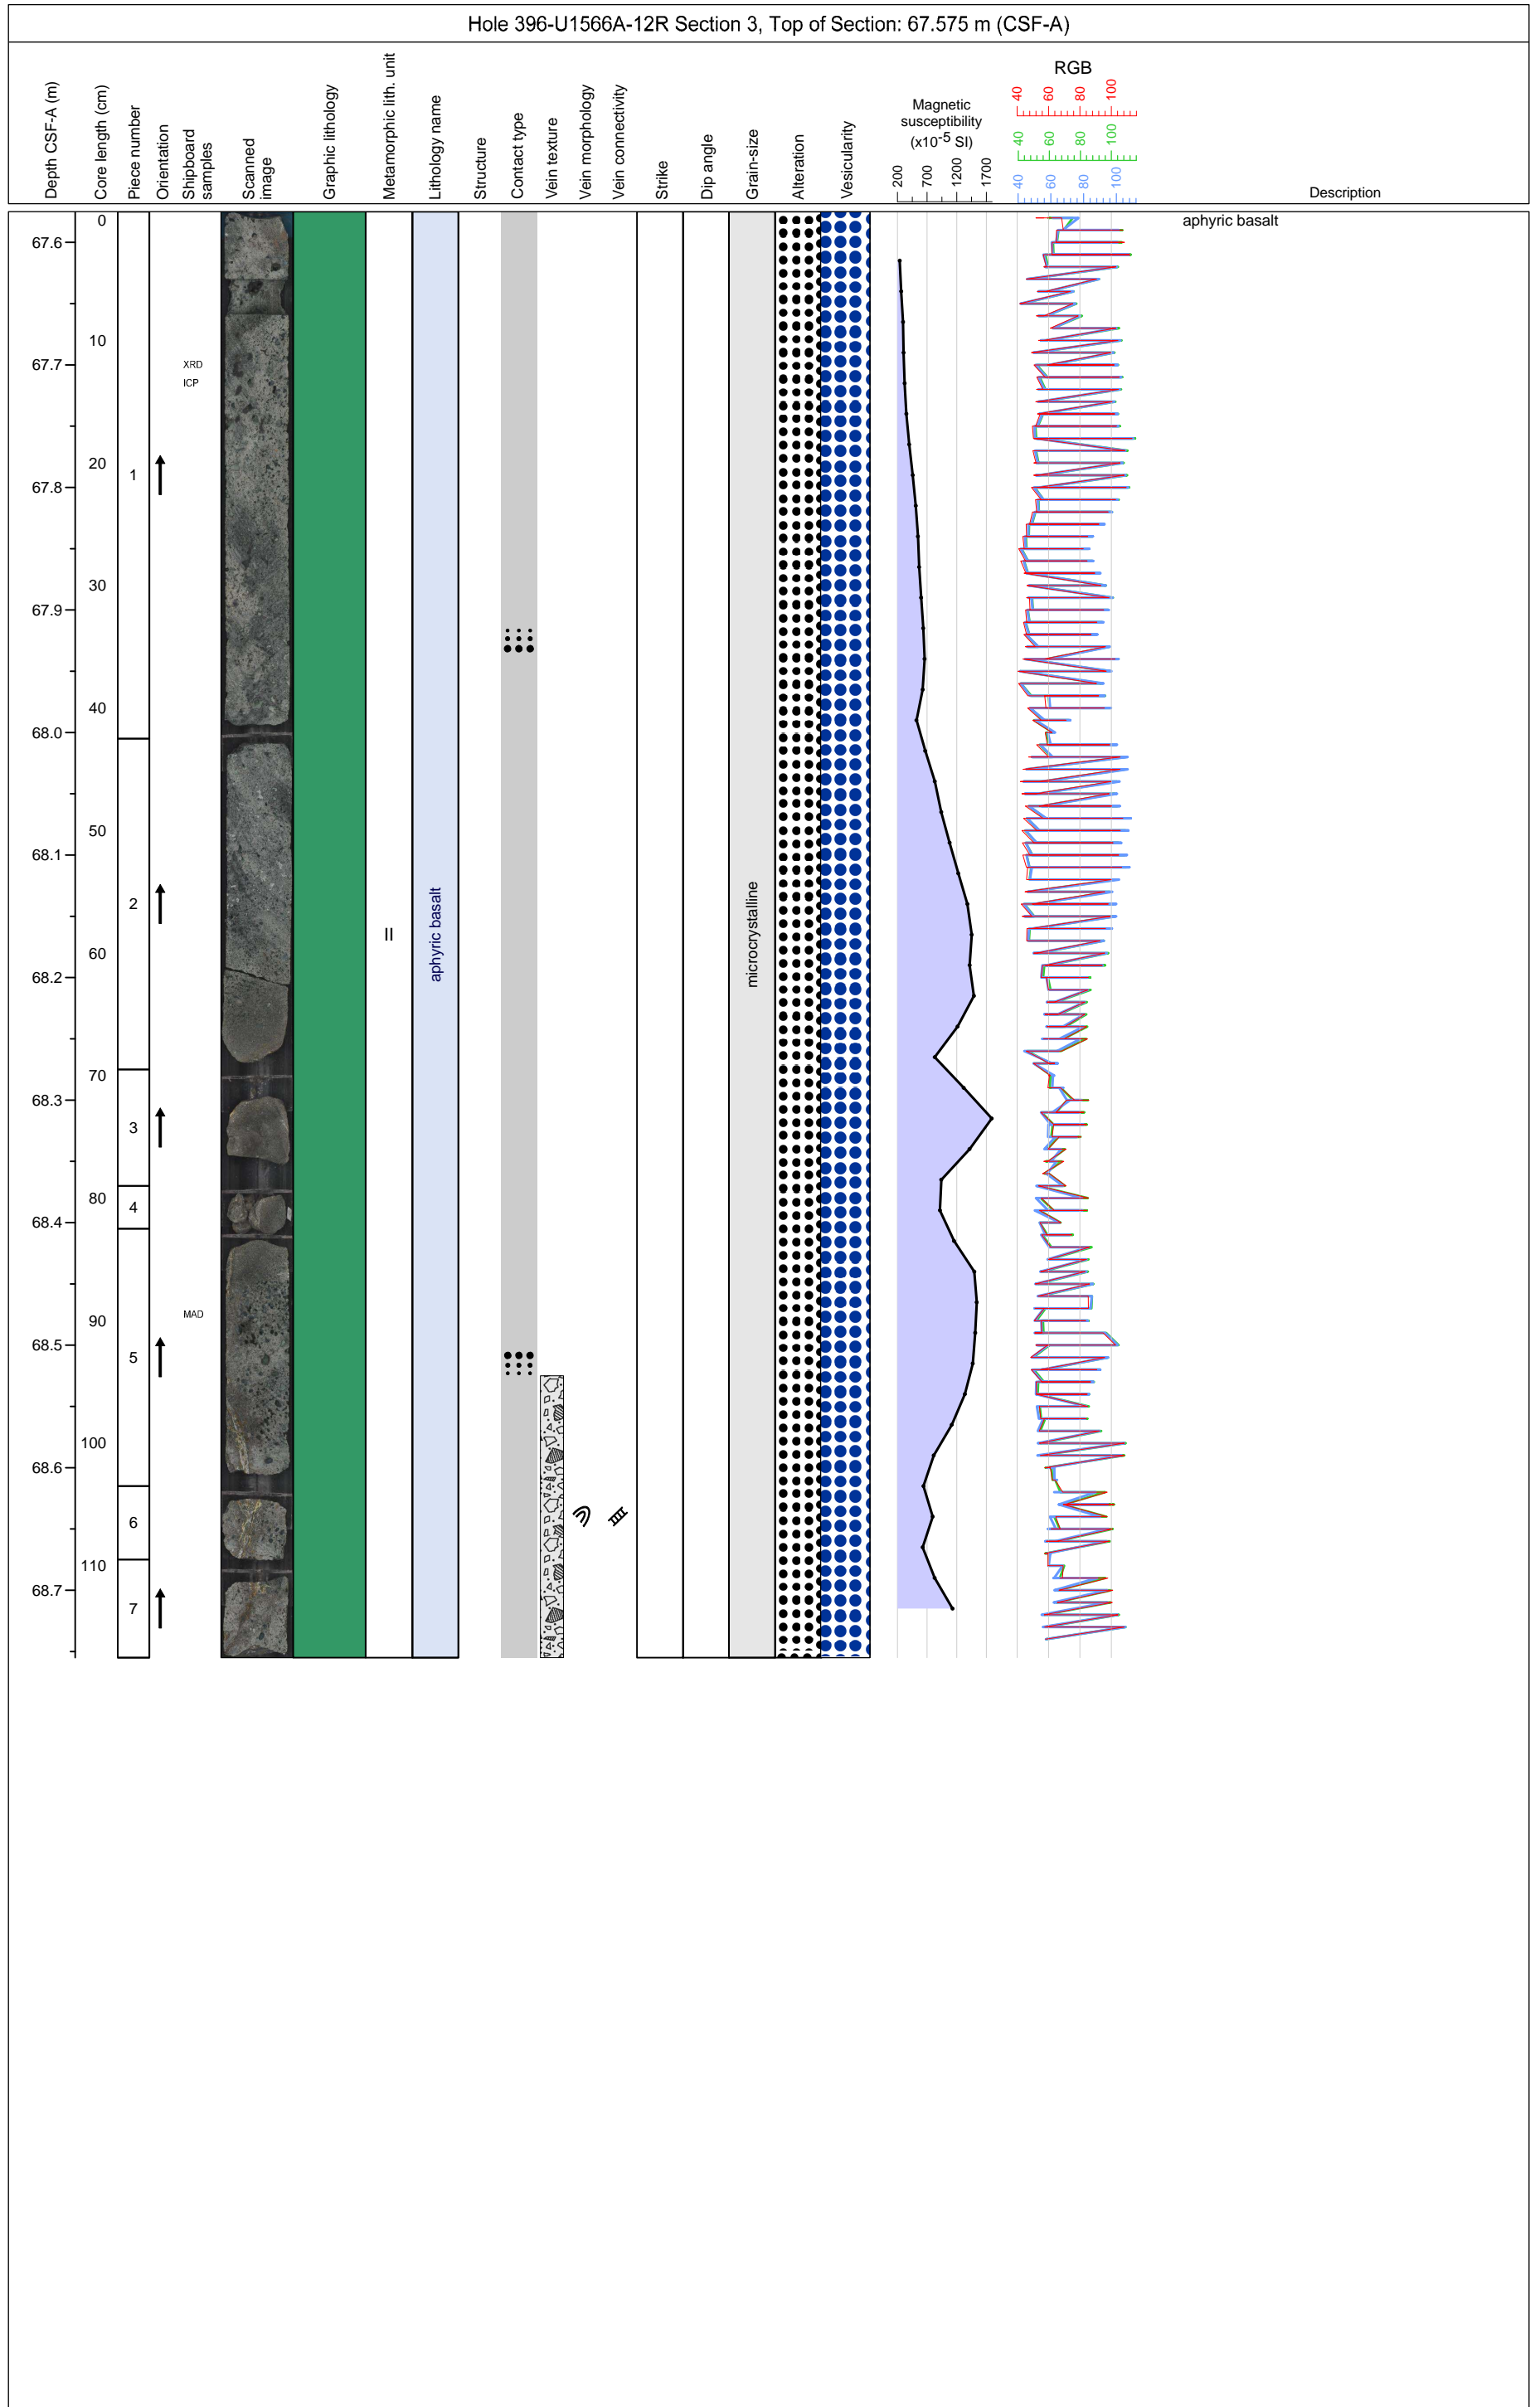 Hole 396-U1566A-12R Section 3, Top of Section: 67.575 m (CSF-A)
Depth CSF-A (m)
Core length (cm)
Piece number
Orientation
Shipboard
samples
Scanned
image
Graphic lithology
Metamorphic lith. unit
Lithology name
Structure
Contact type
Vein texture
Vein morphology
Vein connectivity
Strike
Dip angle
Grain-size
Alteration
Vesicularity
Magnetic
susceptibility
(x10-5 SI)
200 700 1200 1700
RGB
40 60 80 100
40 60 80 100
40 60 80 100
Description
0
aphyric basalt
67.6
10
67.7
XRD
ICP
20
1
67.8
30
67.9
40
68.0
50
68.1
2
II
aphyric basalt
microcrystalline
60
68.2
70
68.3
3
80
4
68.4
90
MAD
68.5
5
100
68.6
6
110
68.7
7